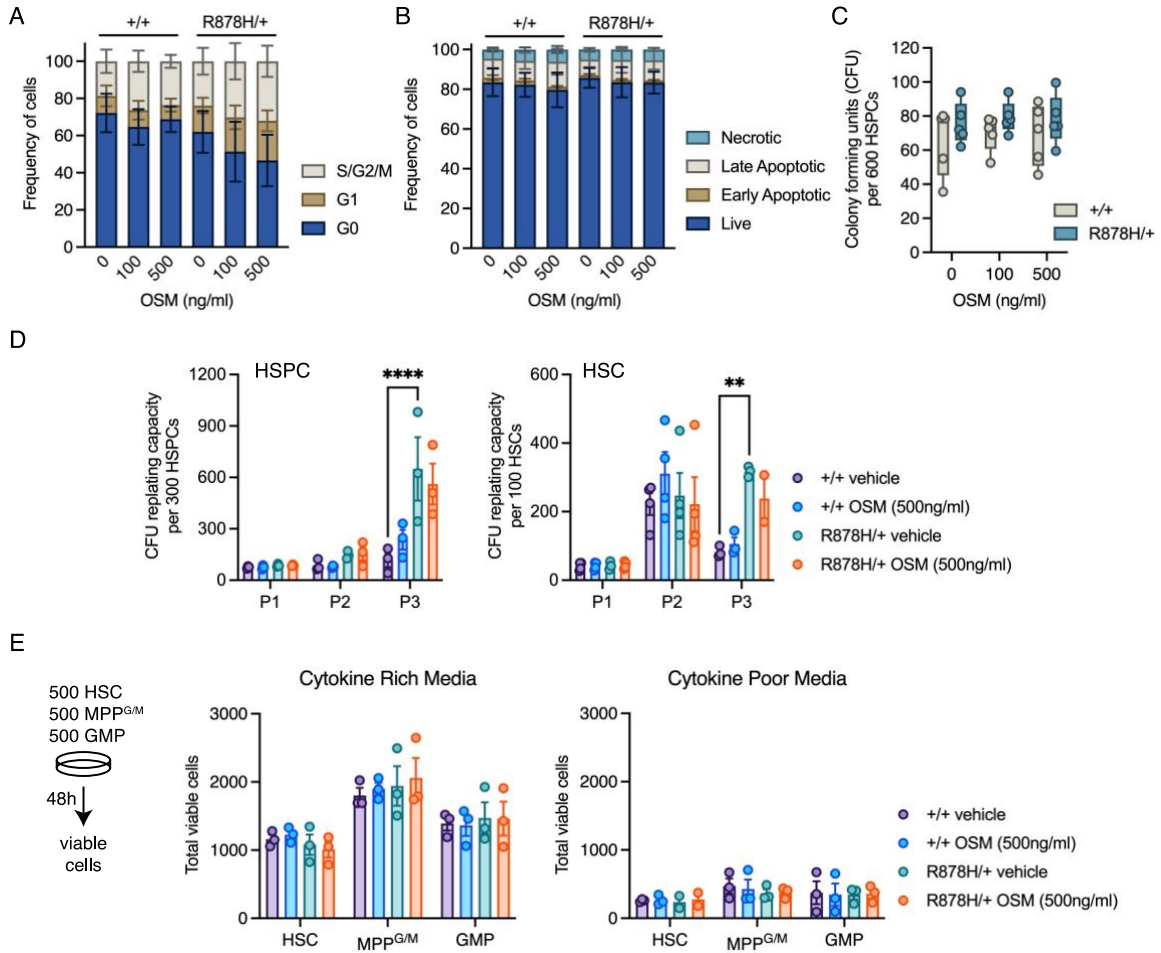 A
+/+
R878H/+
Frequency of cells
100
80
60
40
20
0
0
100
500
0
100
500
OSM (ng/ml)
S/G2/M
G1
G0
B
+/+
R878H/+
Frequency of cells
100
80
60
40
20
0
0
100
500
0
100
500
OSM (ng/ml)
Necrotic
Late Apoptotic
Early Apoptotic
Live
C
Colony forming units (CFU)
per 600 HSPCs
120
100
80
60
40
20
0
0
100
500
OSM (ng/ml)
+/+
R878H/+
D
HSPC
CFU replating capacity
per 300 HSPCs
1200
900
600
300
0
****
P1
P2
P3
HSC
CFU replating capacity
per 100 HSCs
600
400
200
0
**
P1
P2
P3
+/+ vehicle
+/+ OSM (500ng/ml)
R878H/+ vehicle
R878H/+ OSM (500ng/ml)
E
500 HSC
500 MPP^G/M
500 GMP
48h
viable
cells
Cytokine Rich Media
Total viable cells
3000
2000
1000
0
HSC
MPP^G/M
GMP
Cytokine Poor Media
Total viable cells
3000
2000
1000
0
HSC
MPP^G/M
GMP
+/+ vehicle
+/+ OSM (500ng/ml)
R878H/+ vehicle
R878H/+ OSM (500ng/ml)